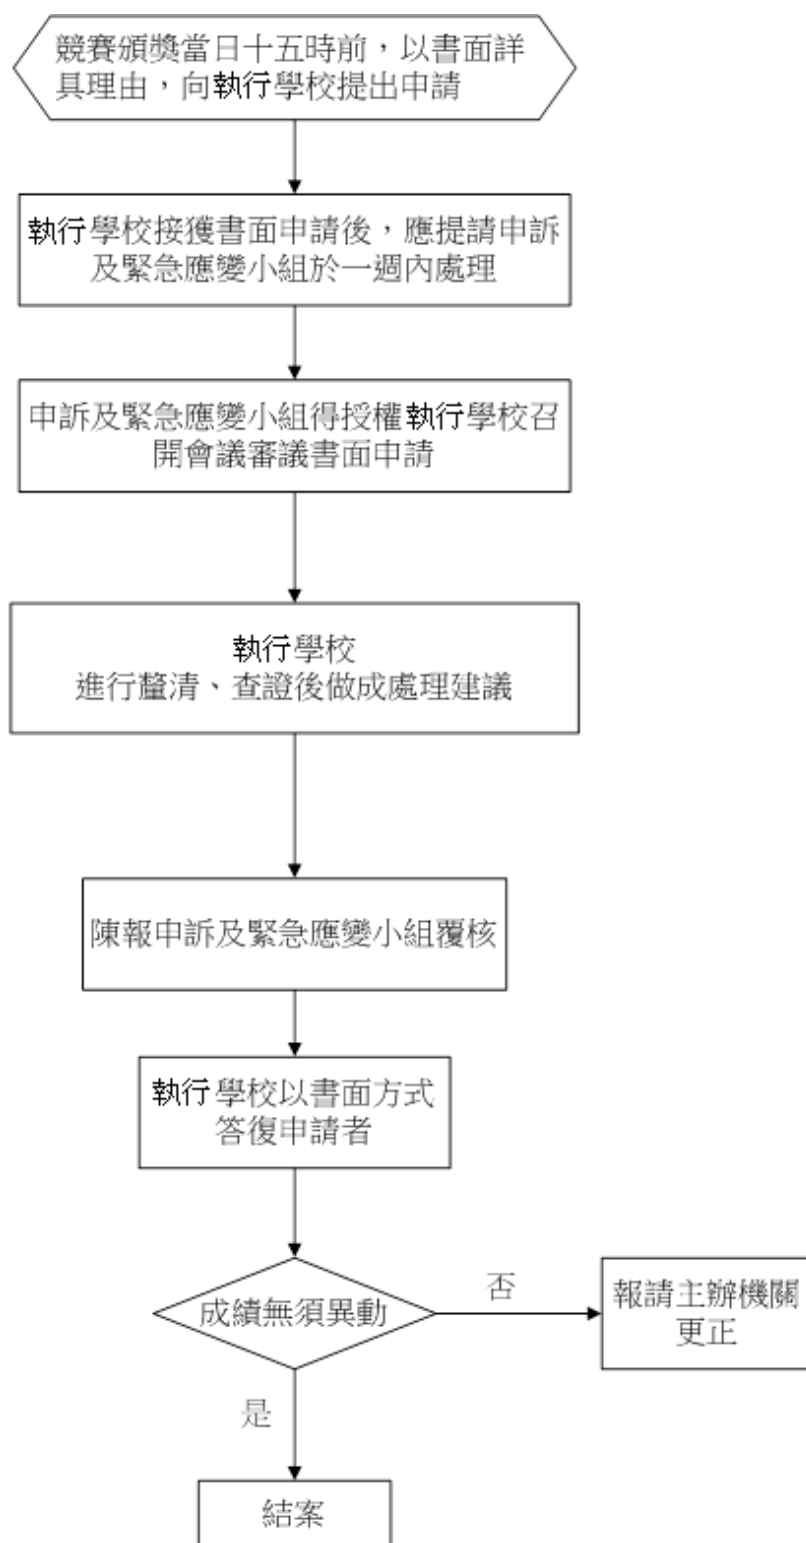 競賽頒獎當日十五時前，以書面詳
具理由，向執行學校提出申請
執行學校接獲書面申請後，應提請申訴
及緊急應變小組於一週內處理
申訴及緊急應變小組得授權執行學校召
開會議審議書面申請
執行學校
進行釐清、查證後做成處理建議
陳報申訴及緊急應變小組覆核
執行學校以書面方式
答復申請者
成績無須異動
否
報請主辦機關
更正
是
結案